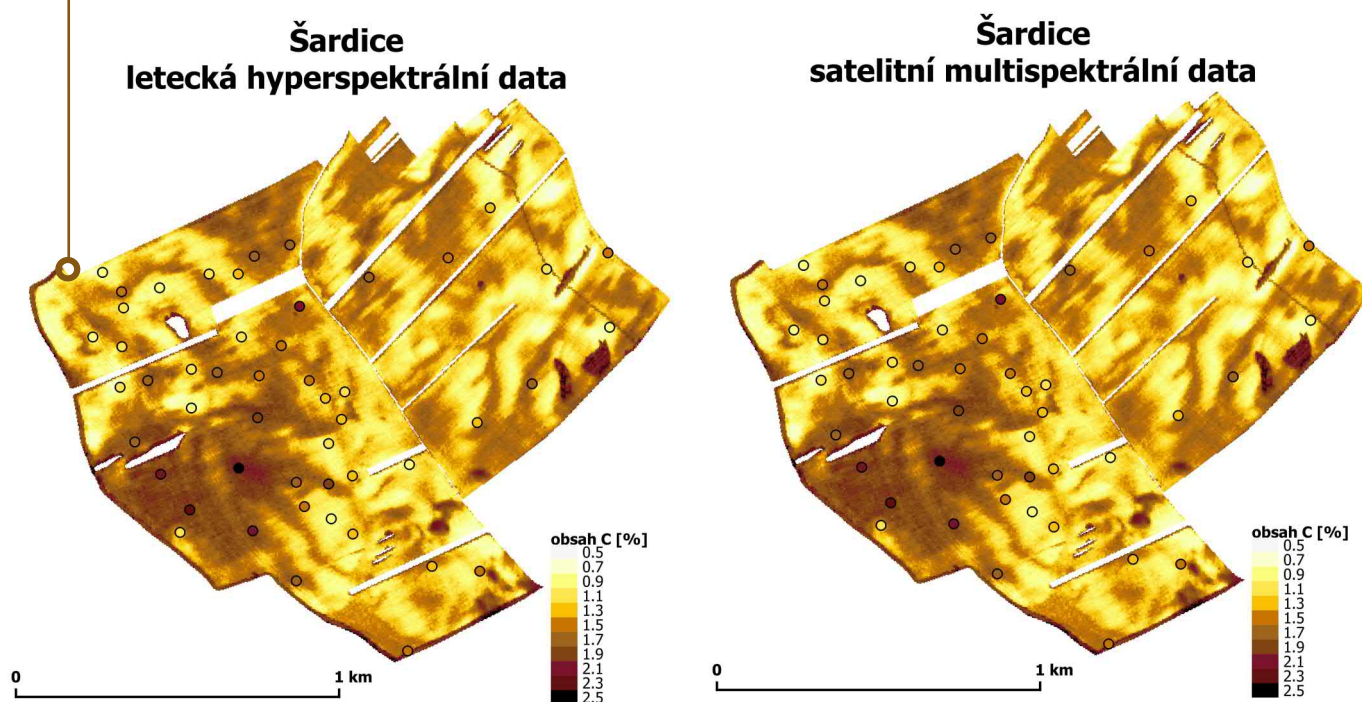 Šardice
letecká hyperspektrální data
obsah C [%]
0.5
0.7
0.9
1.1
1.3
1.5
1.7
1.9
2.1
2.3
2.5
0 1 km
Šardice
satelitní multispektrální data
obsah C [%]
0.5
0.7
0.9
1.1
1.3
1.5
1.7
1.9
2.1
2.3
2.5
0 1 km